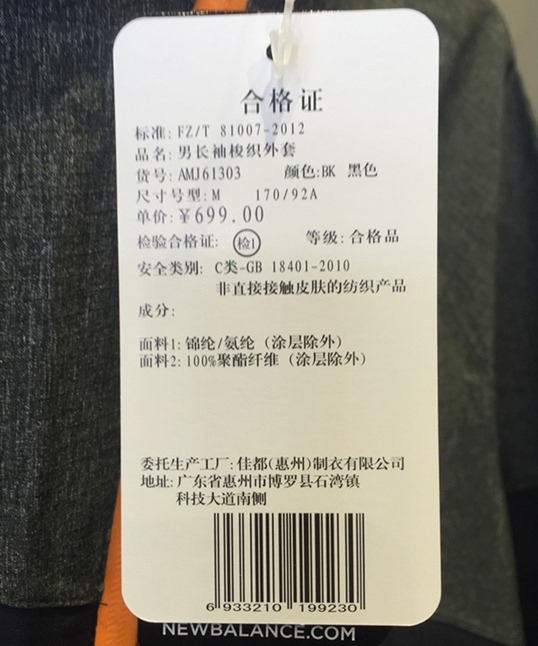 合格证
标准: FZ/T 81007-2012
品名: 男长袖梭织外套
货号: AMJ61303 颜色:BK 黑色
尺寸号型: M 170/92A
单价: ¥699.00
检验合格证: 检1 等级: 合格品
安全类别: C类-GB 18401-2010
非直接接触皮肤的纺织产品
成分:
面料1: 锦纶/氨纶 (涂层除外)
面料2: 100%聚酯纤维 (涂层除外)
委托生产工厂: 佳都(惠州)制衣有限公司
地址: 广东省惠州市博罗县石湾镇
科技大道南侧
6 933210 199230
NEWBALANCE.COM